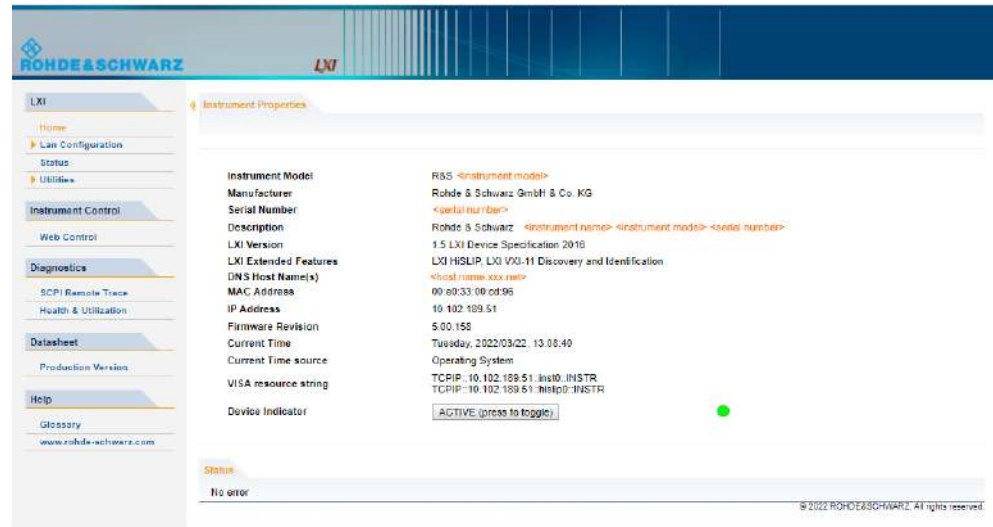 ROHDE&SCHWARZ
LXI
LXI
Home
Lan Configuration
Status
Utilities
Instrument Control
Web Control
Diagnostics
SCPI Remote Trace
Health & Utilization
Datasheet
Production Version
Help
Glossary
www.rohde-schwarz.com
Instrument Properties
Instrument Model R&S <instrument model>
Manufacturer Rohde & Schwarz GmbH & Co. KG
Serial Number <serial number>
Description Rohde & Schwarz <instrument name> <instrument model> <serial number>
LXI Version 1.5 LXI Device Specification 2016
LXI Extended Features LXI HiSLIP, LXI VXI-11 Discovery and Identification
DNS Host Name(s) <host name.xxx.net>
MAC Address 00:e0:33:00:cd:96
IP Address 10.102.189.51
Firmware Revision 5.00.158
Current Time Tuesday, 2022/03/22, 13:08:40
Current Time source Operating System
VISA resource string TCPIP::10.102.189.51::inst0::INSTR
TCPIP::10.102.189.51::hislip0::INSTR
Device Indicator ACTIVE (press to toggle)
Status
No error
© 2022 ROHDE&SCHWARZ. All rights reserved.